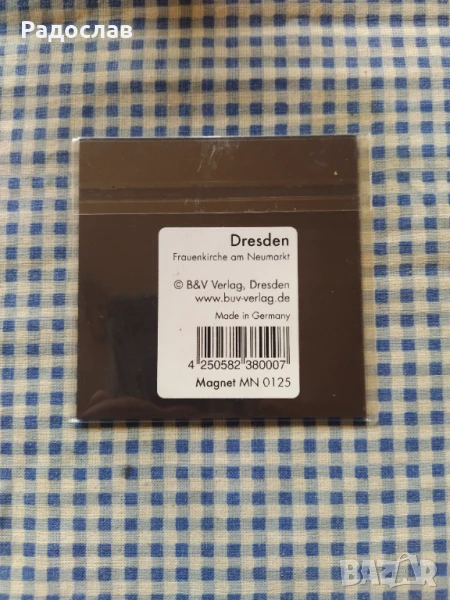 Радослав
Dresden
Frauenkirche am Neumarkt
© B&V Verlag, Dresden
www.buv-verlag.de
Made in Germany
4 250582 380007
Magnet MN 0125
BAZAR